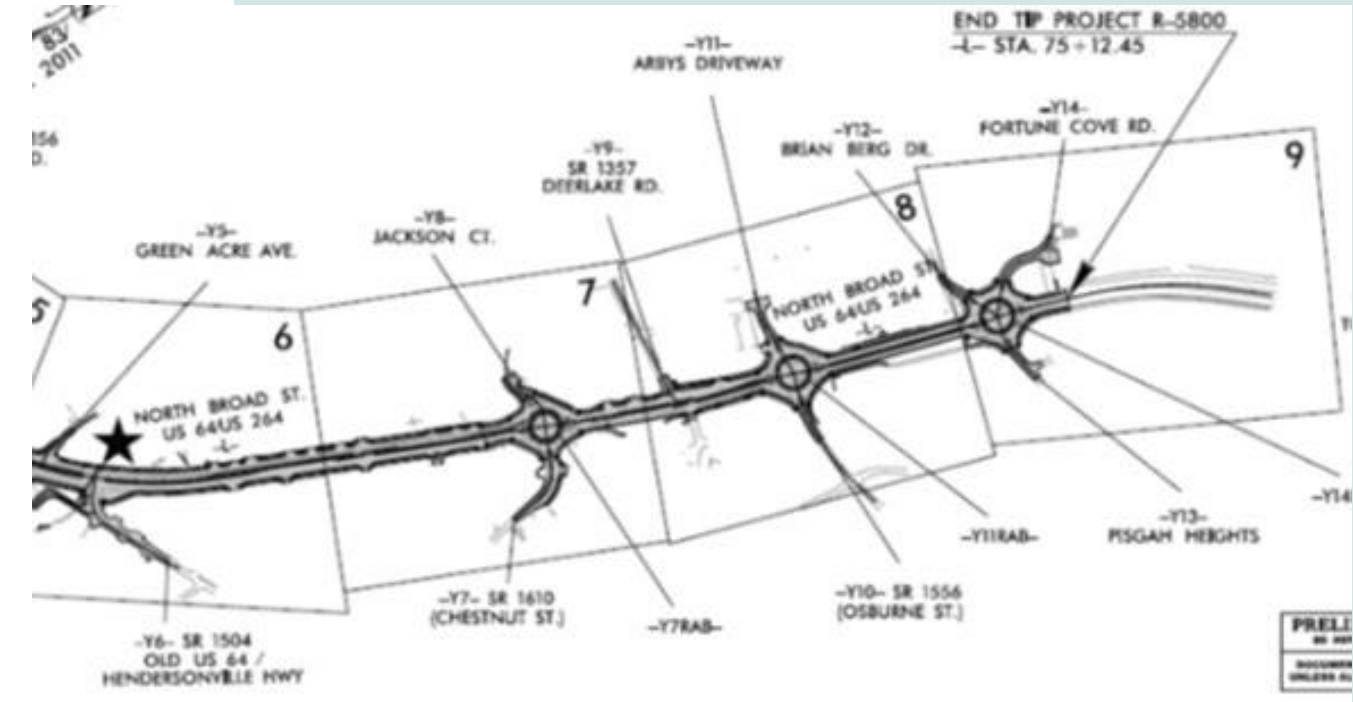 83/
2011
END TIP PROJECT R-5800
-L- STA. 75+12.45
-Y11-
ARBYS DRIVEWAY
-Y14-
FORTUNE COVE RD.
-Y12-
BRIAN BERG DR.
9
-Y9-
SR 1357
DEERLAKE RD.
8
-Y8-
JACKSON CT.
-Y5-
GREEN ACRE AVE.
7
NORTH BROAD ST.
US 64/US 264
-L-
5
6
NORTH BROAD ST.
US 64/US 264
-L-
-Y14
-Y13-
PISGAH HEIGHTS
-Y11RAB-
-Y10- SR 1556
(OSBURNE ST.)
-Y7- SR 1610
(CHESTNUT ST.)
-Y7RAB-
-Y6- SR 1504
OLD US 64 /
HENDERSONVILLE HWY
PRELI